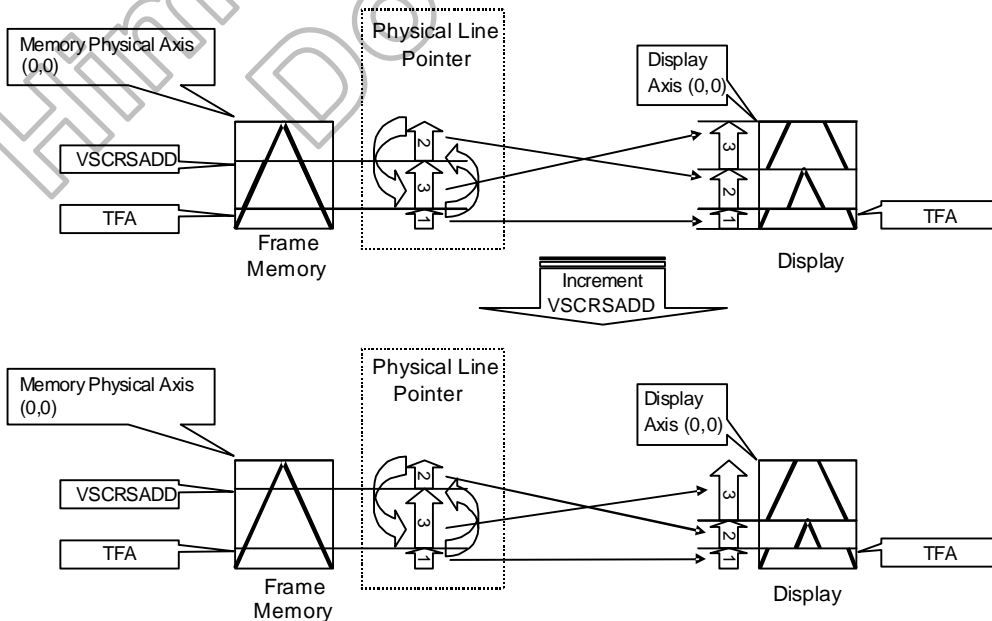 Physical Line
Pointer
Memory Physical Axis
(0,0)
Display
Axis (0,0)
VSCRSADD
TFA
2
3
1
3
2
1
TFA
Frame
Memory
Display
Increment
VSCRSADD
Physical Line
Pointer
Memory Physical Axis
(0,0)
Display
Axis (0,0)
VSCRSADD
TFA
2
3
1
3
2
1
TFA
Frame
Memory
Display
Him
Do